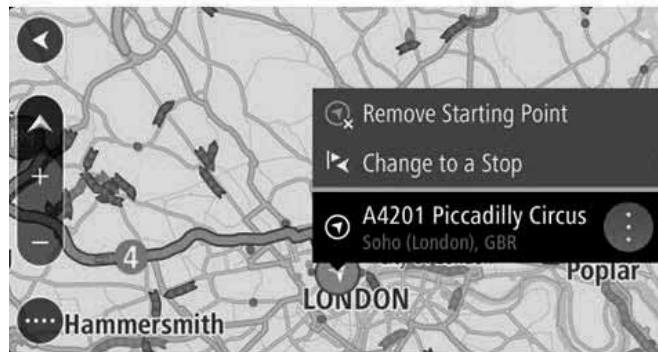 Remove Starting Point
Change to a Stop
A4201 Piccadilly Circus
Soho (London), GBR
4
Poplar
LONDON
Hammersmith